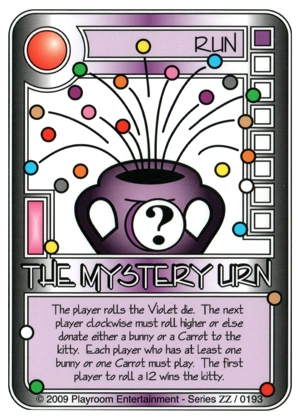 RUN
?
THE MYSTERY URN
The player rolls the Violet die. The next
player clockwise must roll higher or else
donate either a bunny or a Carrot to the
kitty. Each player who has at least one
bunny or one Carrot must play. The first
player to roll a 12 wins the kitty.
© 2009 Playroom Entertainment - Series ZZ / 0193